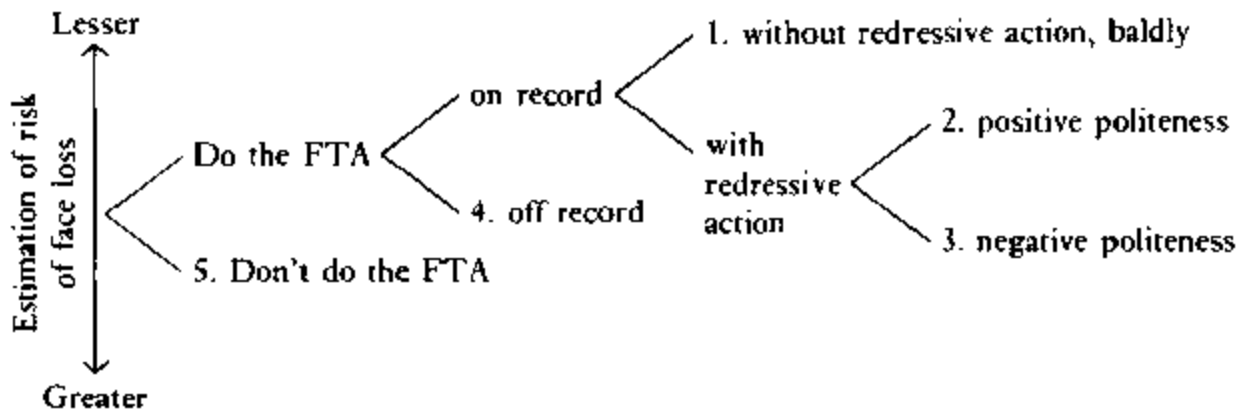 Lesser
Estimation of risk
of face loss
Greater
1. without redressive action, baldly
on record
Do the FTA
with
redressive
action
2. positive politeness
4. off record
3. negative politeness
5. Don't do the FTA